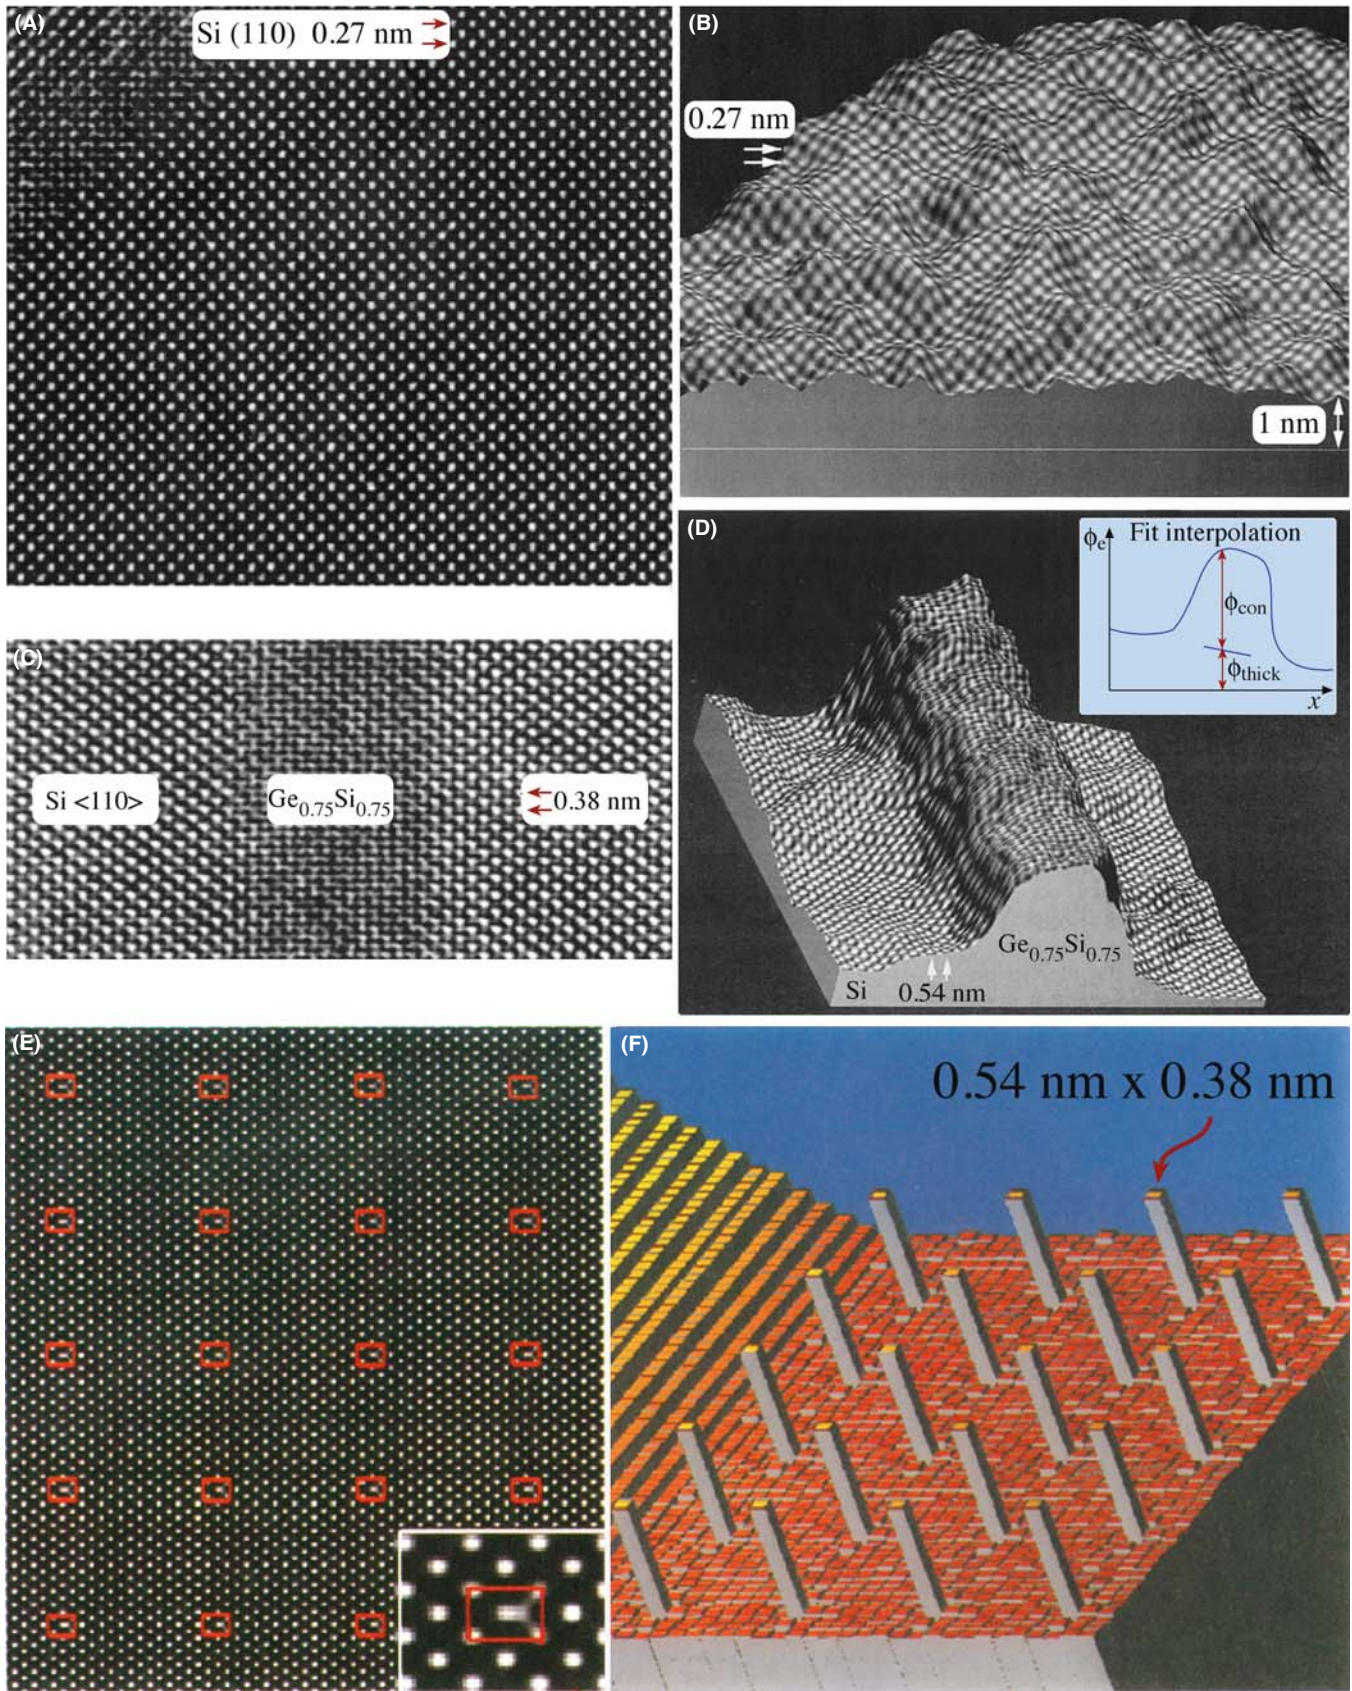 (A)
Si (110) 0.27 nm
(B)
0.27 nm
1 nm
(C)
Si <110>
Ge0.75Si0.75
0.38 nm
(D)
Fit interpolation
ϕe
ϕcon
ϕthick
x
Ge0.75Si0.75
Si
0.54 nm
(E)
(F)
0.54 nm x 0.38 nm